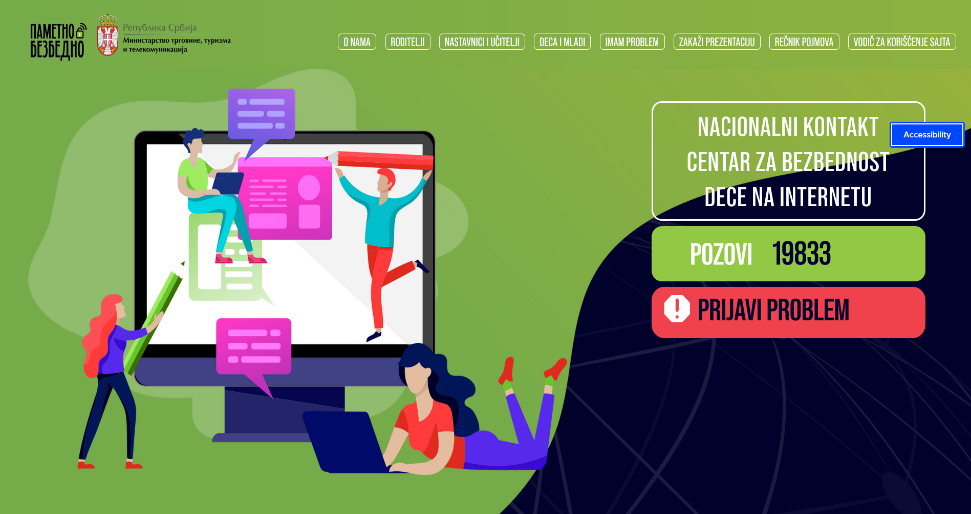 ПАМЕТНО
БЕЗБЕДНО
Република Србија
Министарство трговине, туризма
и телекомуникација
O NAMA
RODITELJI
NASTAVNICI I UČITELJI
DECA I MLADI
IMAM PROBLEM
ZAKAŽI PREZENTACIJU
REČNIK POJMOVA
VODIČ ZA KORIŠĆENJE SAJTA
NACIONALNI KONTAKT
CENTAR ZA BEZBEDNOST
DECE NA INTERNETU
Accessibility
POZOVI 19833
PRIJAVI PROBLEM